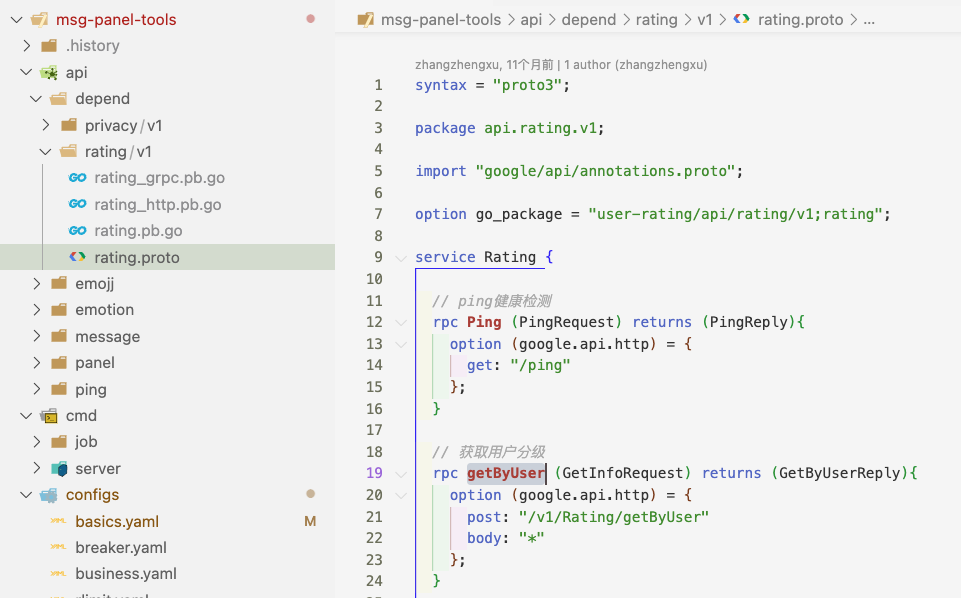 msg-panel-tools
.history
api
depend
privacy/v1
rating/v1
GO rating_grpc.pb.go
GO rating_http.pb.go
GO rating.pb.go
rating.proto
emojj
emotion
message
panel
ping
cmd
job
server
configs
basics.yaml M
breaker.yaml
business.yaml
msg-panel-tools > api > depend > rating > v1 > rating.proto > ...
zhangzhengxu, 11个月前 | 1 author (zhangzhengxu)
1 syntax = "proto3";
2
3 package api.rating.v1;
4
5 import "google/api/annotations.proto";
6
7 option go_package = "user-rating/api/rating/v1;rating";
8
9 service Rating {
10
11 // ping健康检测
12 rpc Ping (PingRequest) returns (PingReply){
13 option (google.api.http) = {
14 get: "/ping"
15 };
16 }
17
18 // 获取用户分级
19 rpc getByUser (GetInfoRequest) returns (GetByUserReply){
20 option (google.api.http) = {
21 post: "/v1/Rating/getByUser"
22 body: "*"
23 };
24 }